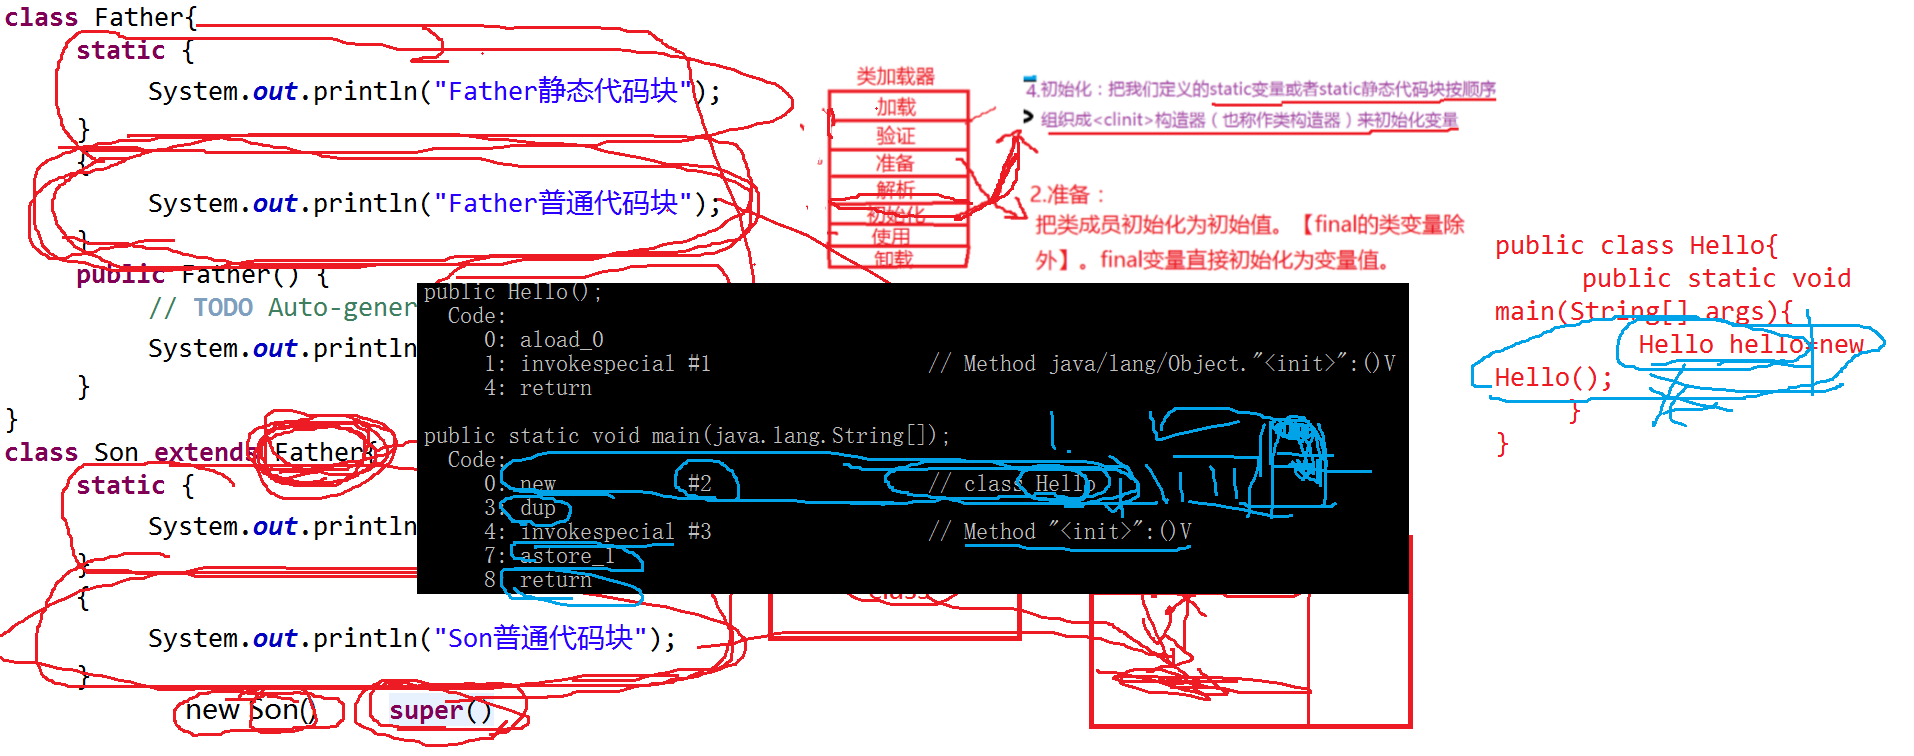 class Father{
static {
System.out.println("Father静态代码块");
}
{
System.out.println("Father普通代码块");
}
public Father() {
// TODO Auto-gener
System.out.println
}
}
class Son extends Father{
static {
System.out.println
}
{
System.out.println("Son普通代码块");
}
new Son()
super()
类加载器
加载
验证
准备
解析
初始化
使用
卸载
4.初始化：把我们定义的static变量或者static静态代码块按顺序
组织成<clinit>构造器（也称作类构造器）来初始化变量
2.准备：
把类成员初始化为初始值。【final的类变量除
外】。final变量直接初始化为变量值。
public Hello();
Code:
0: aload_0
1: invokespecial #1 // Method java/lang/Object."<init>":()V
4: return
public static void main(java.lang.String[]);
Code:
0: new #2 // class Hello
3: dup
4: invokespecial #3 // Method "<init>":()V
7: astore_1
8: return
class
public class Hello{
public static void
main(String[] args){
Hello hello=new
Hello();
}
}